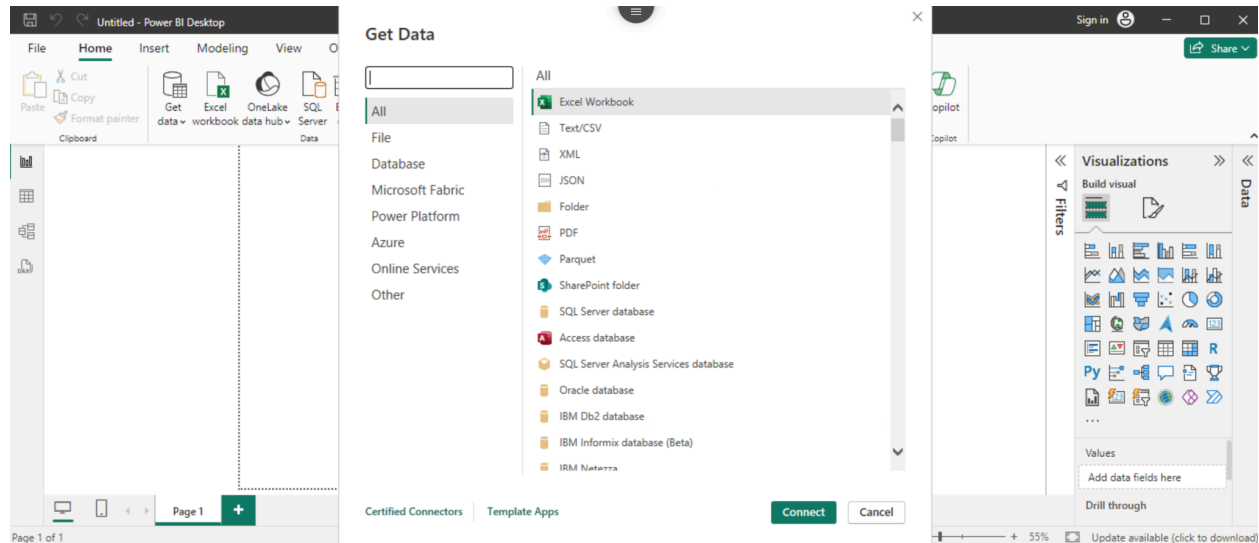 Untitled - Power BI Desktop
Sign in
File Home Insert Modeling View O
Share
Paste
Cut
Copy
Format painter
Clipboard
Get data
Excel workbook
OneLake data hub
SQL Server
Data
Get Data
All
File
Database
Microsoft Fabric
Power Platform
Azure
Online Services
Other
All
Excel Workbook
Text/CSV
XML
JSON
Folder
PDF
Parquet
SharePoint folder
SQL Server database
Access database
SQL Server Analysis Services database
Oracle database
IBM Db2 database
IBM Informix database (Beta)
IBM Netezza
Certified Connectors Template Apps
Connect Cancel
opilot
Copilot
Filters
Visualizations
Build visual
R
Py
123
...
Values
Add data fields here
Drill through
Data
Page 1
+
Page 1 of 1
- + 55%
Update available (click to download)